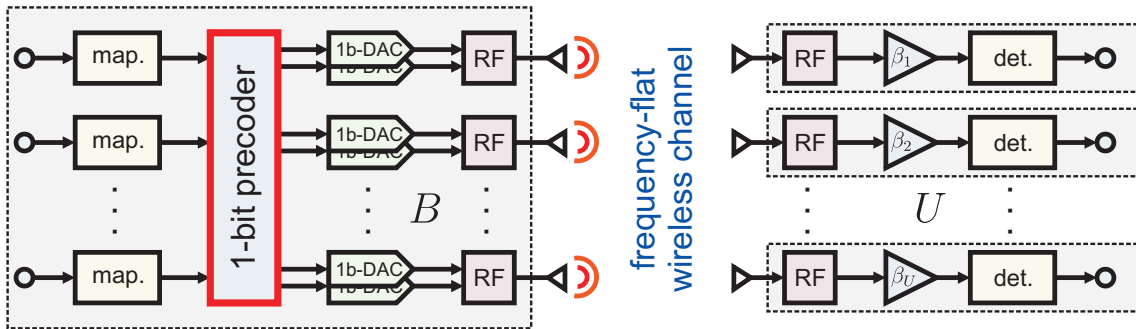 map.
1b-DAC
1b-DAC
RF
RF
β₁
det.
map.
1b-DAC
1b-DAC
RF
RF
β₂
det.
1-bit precoder
B
frequency-flat
wireless channel
U
map.
1b-DAC
1b-DAC
RF
RF
β_U
det.